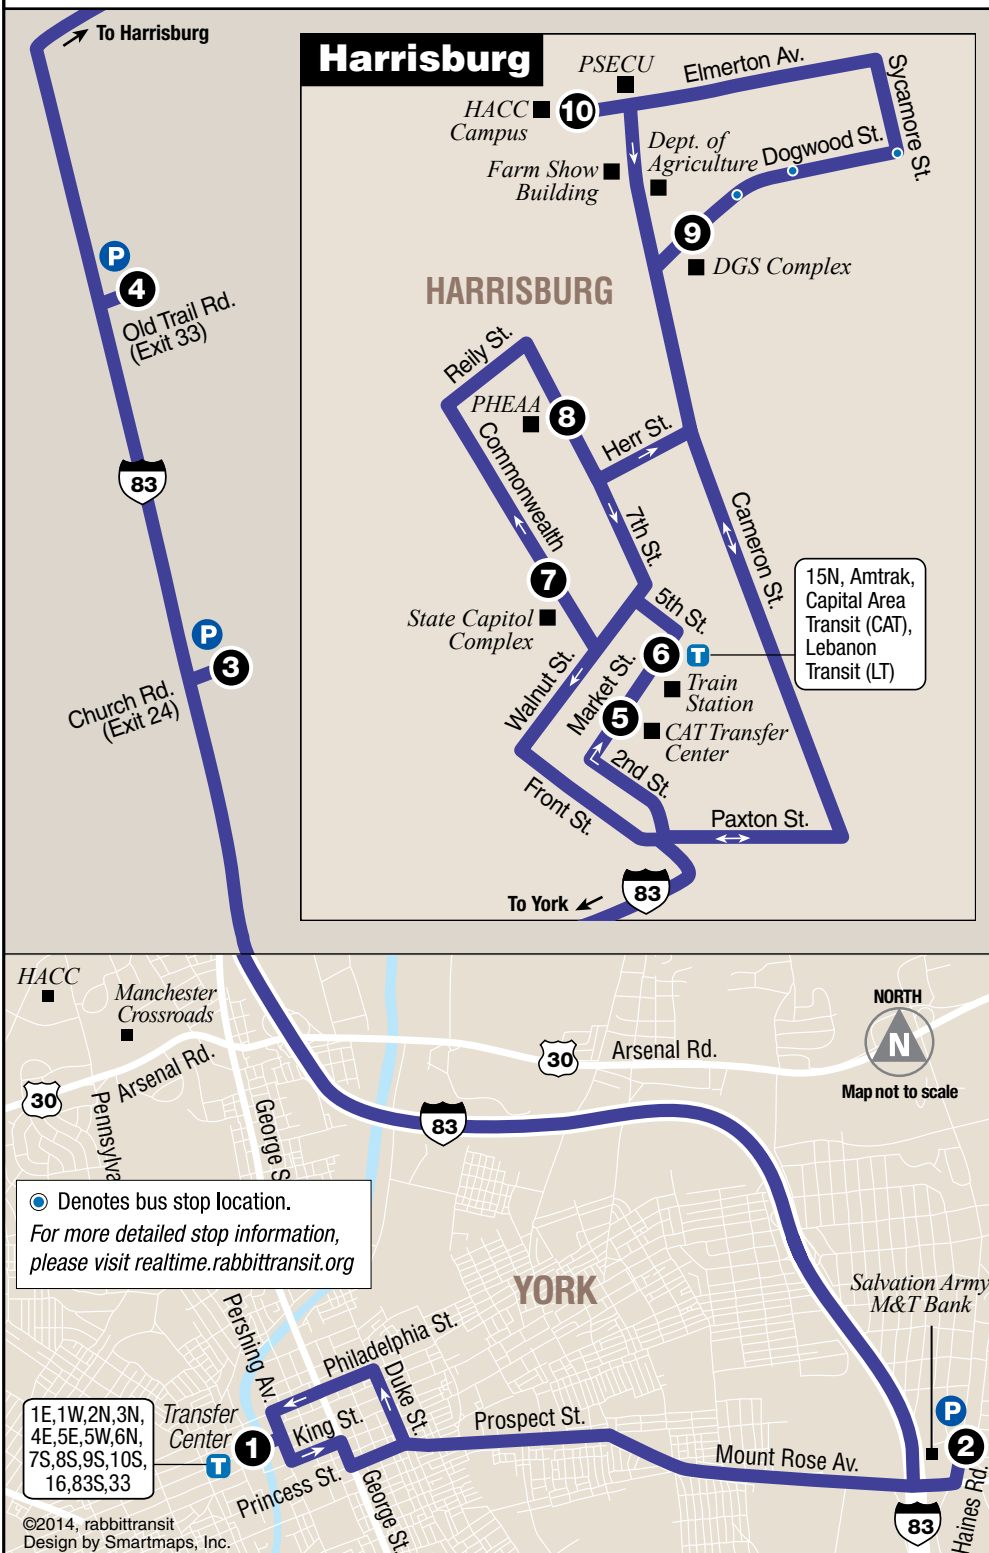 To Harrisburg
Harrisburg
PSECU
Elmerton Av.
Sycamore St.
HACC
Campus
10
Dept. of
Agriculture
Dogwood St.
Farm Show
Building
9
DGS Complex
P
4
Old Trail Rd.
(Exit 33)
HARRISBURG
Reily St.
PHEAA
8
Herr St.
Commonwealth
83
7th St.
Cameron St.
7
15N, Amtrak,
Capital Area
Transit (CAT),
Lebanon
Transit (LT)
5th St.
State Capitol
Complex
P
3
Church Rd.
(Exit 24)
6
T
Walnut St.
Market St.
Train
Station
5
CAT Transfer
Center
2nd St.
Front St.
Paxton St.
83
To York
HACC
Manchester
Crossroads
NORTH
N
Map not to scale
30
Arsenal Rd.
Arsenal Rd.
30
Pennsylva
George S
83
Denotes bus stop location.
For more detailed stop information,
please visit realtime.rabbittransit.org
YORK
Salvation Army
M&T Bank
Pershing Av.
Philadelphia St.
Duke St.
1E,1W,2N,3N,
4E,5E,5W,6N,
7S,8S,9S,10S,
16,83S,33
Transfer
Center
T
1
King St.
Prospect St.
P
2
Mount Rose Av.
Princess St.
George St.
Haines Rd.
83
©2014, rabbittransit
Design by Smartmaps, Inc.